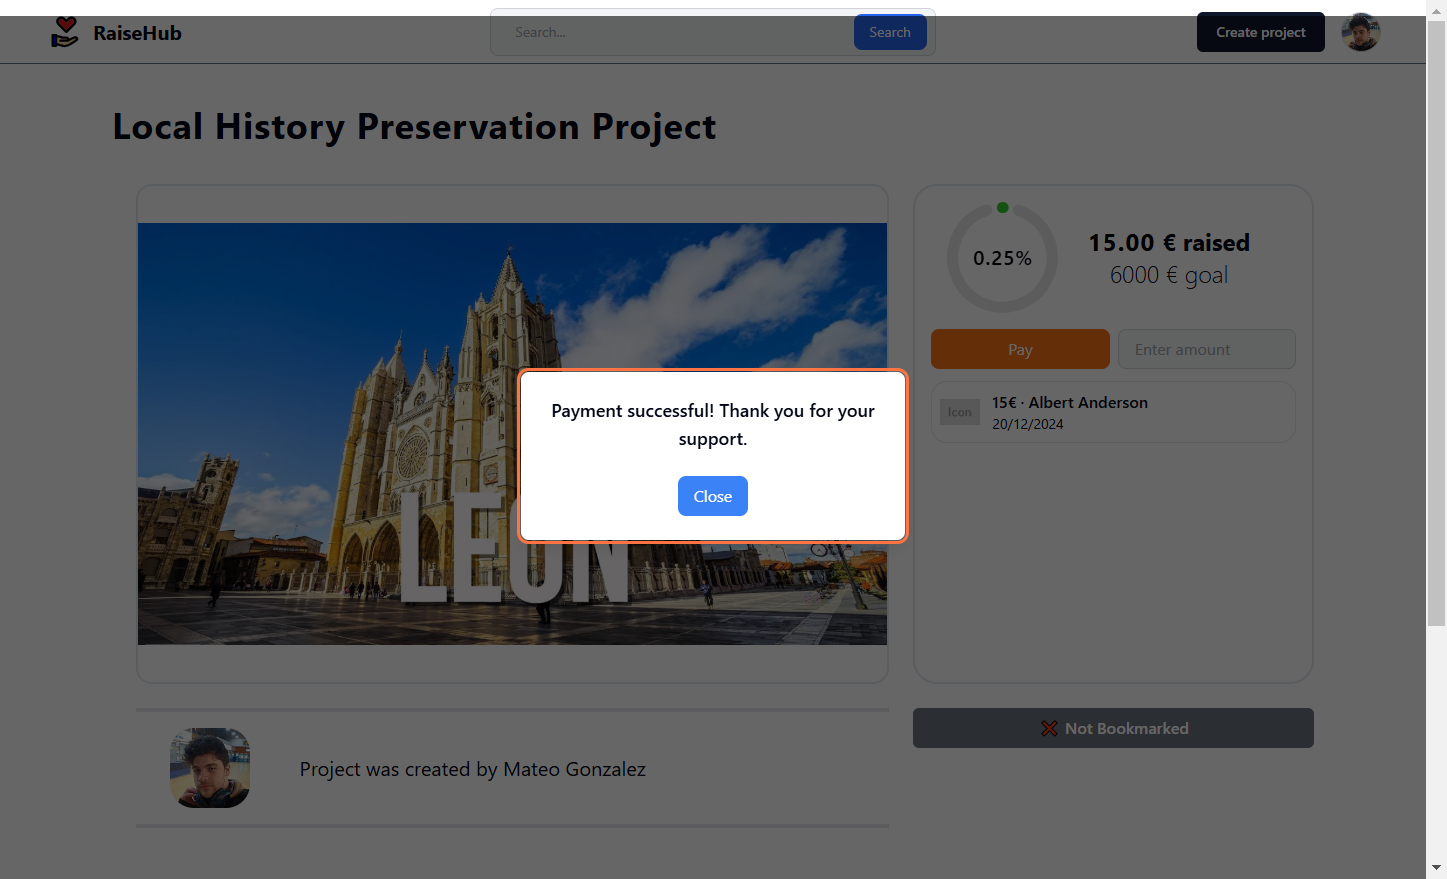 RaiseHub
Search...
Search
Create project
Local History Preservation Project
0.25%
15.00 € raised
6000 € goal
Pay
Enter amount
Icon
15€ · Albert Anderson
20/12/2024
Payment successful! Thank you for your
support.
Close
LEON
Not Bookmarked
Project was created by Mateo Gonzalez